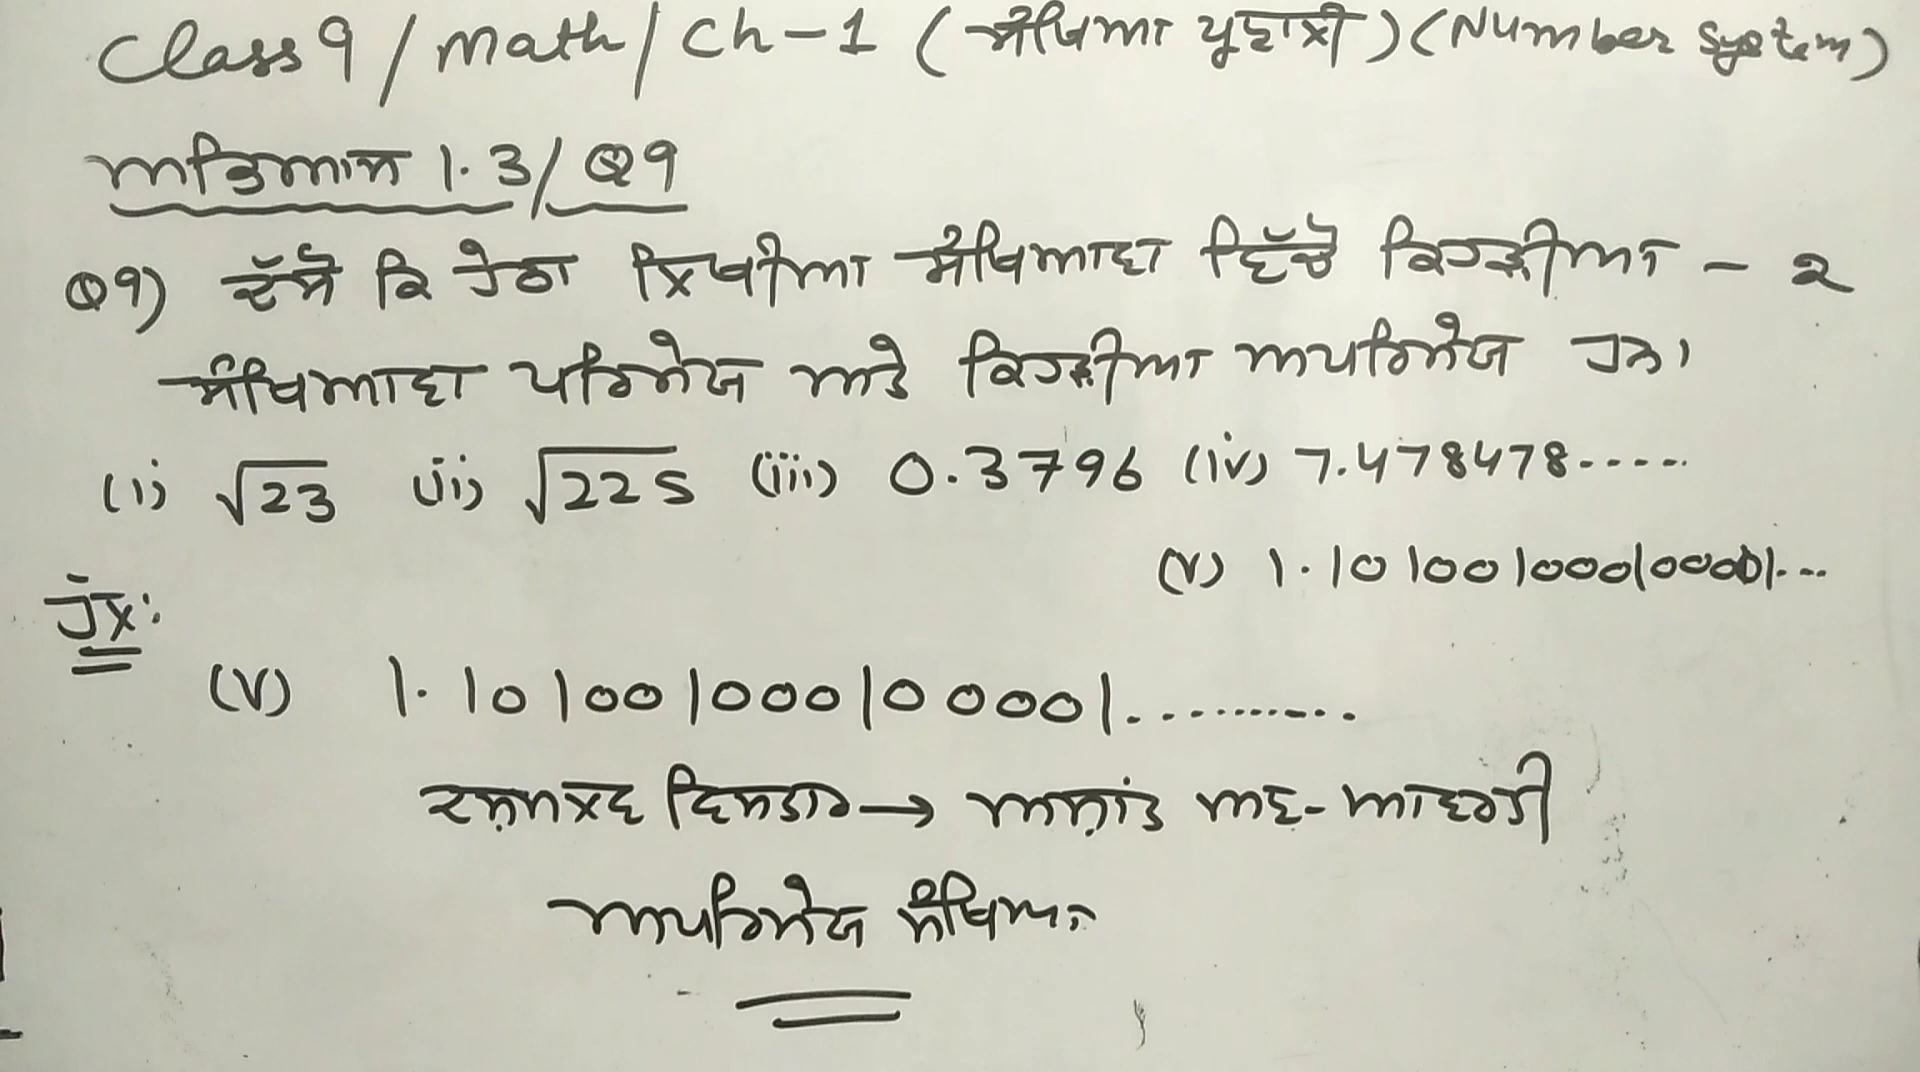 Class 9 / math / ch-1 (ਸੰਖਿਆ ਪ੍ਰਣਾਲੀ) (Number System)
ਅਭਿਆਸ 1.3 / Q9
Q9) ਦੱਸੋ ਕਿ ਹੇਠਾ ਲਿਖੀਆ ਸੰਖਿਆਵਾ ਵਿੱਚੋ ਕਿਹੜੀਆ - ੨
ਸੰਖਿਆਵਾ ਪਰਿਮੇਯ ਅਤੇ ਕਿਹੜੀਆ ਅਪਰਿਮੇਯ ਹਨ।
(i) √23 (ii) √225 (iii) 0.3796 (iv) 7.478478-----
(v) 1.101001000100001---
ਹੱਲ:
(v) 1.101001000100001..........
ਦਸ਼ਮਲਵ ਵਿਸਤਾਰ → ਅਸ਼ਾਂਤ ਅਣ-ਆਵਰਤੀ
ਅਪਰਿਮੇਯ ਸੰਖਿਆ